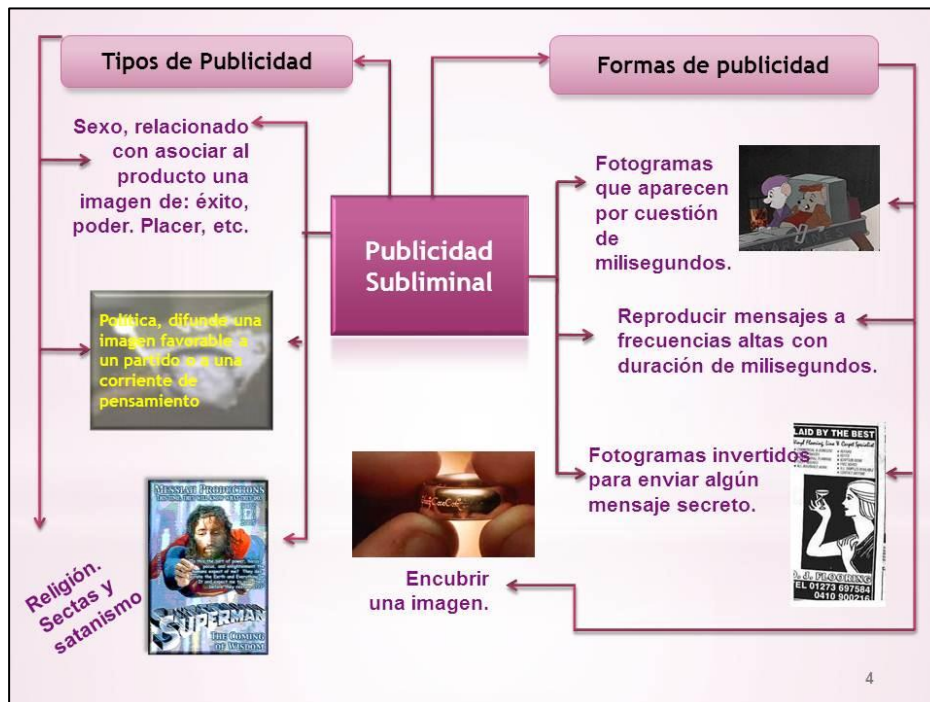 Tipos de Publicidad
Formas de publicidad
Sexo, relacionado
con asociar al
producto una
imagen de: éxito,
poder. Placer, etc.
Publicidad
Subliminal
Fotogramas
que aparecen
por cuestión
de
milisegundos.
Política, difunde una
imagen favorable a
un partido o a una
corriente de
pensamiento
Reproducir mensajes a
frecuencias altas con
duración de milisegundos.
Fotogramas invertidos
para enviar algún
mensaje secreto.
LAID BY THE BEST
J. J. FLOORING
TEL 01273 697584
0410 900216
Religión.
Sectas y
satanismo
MESSIAH PRODUCTIONS
SUPERMAN
THE COMING
OF WISDOM
Encubrir
una imagen.
4